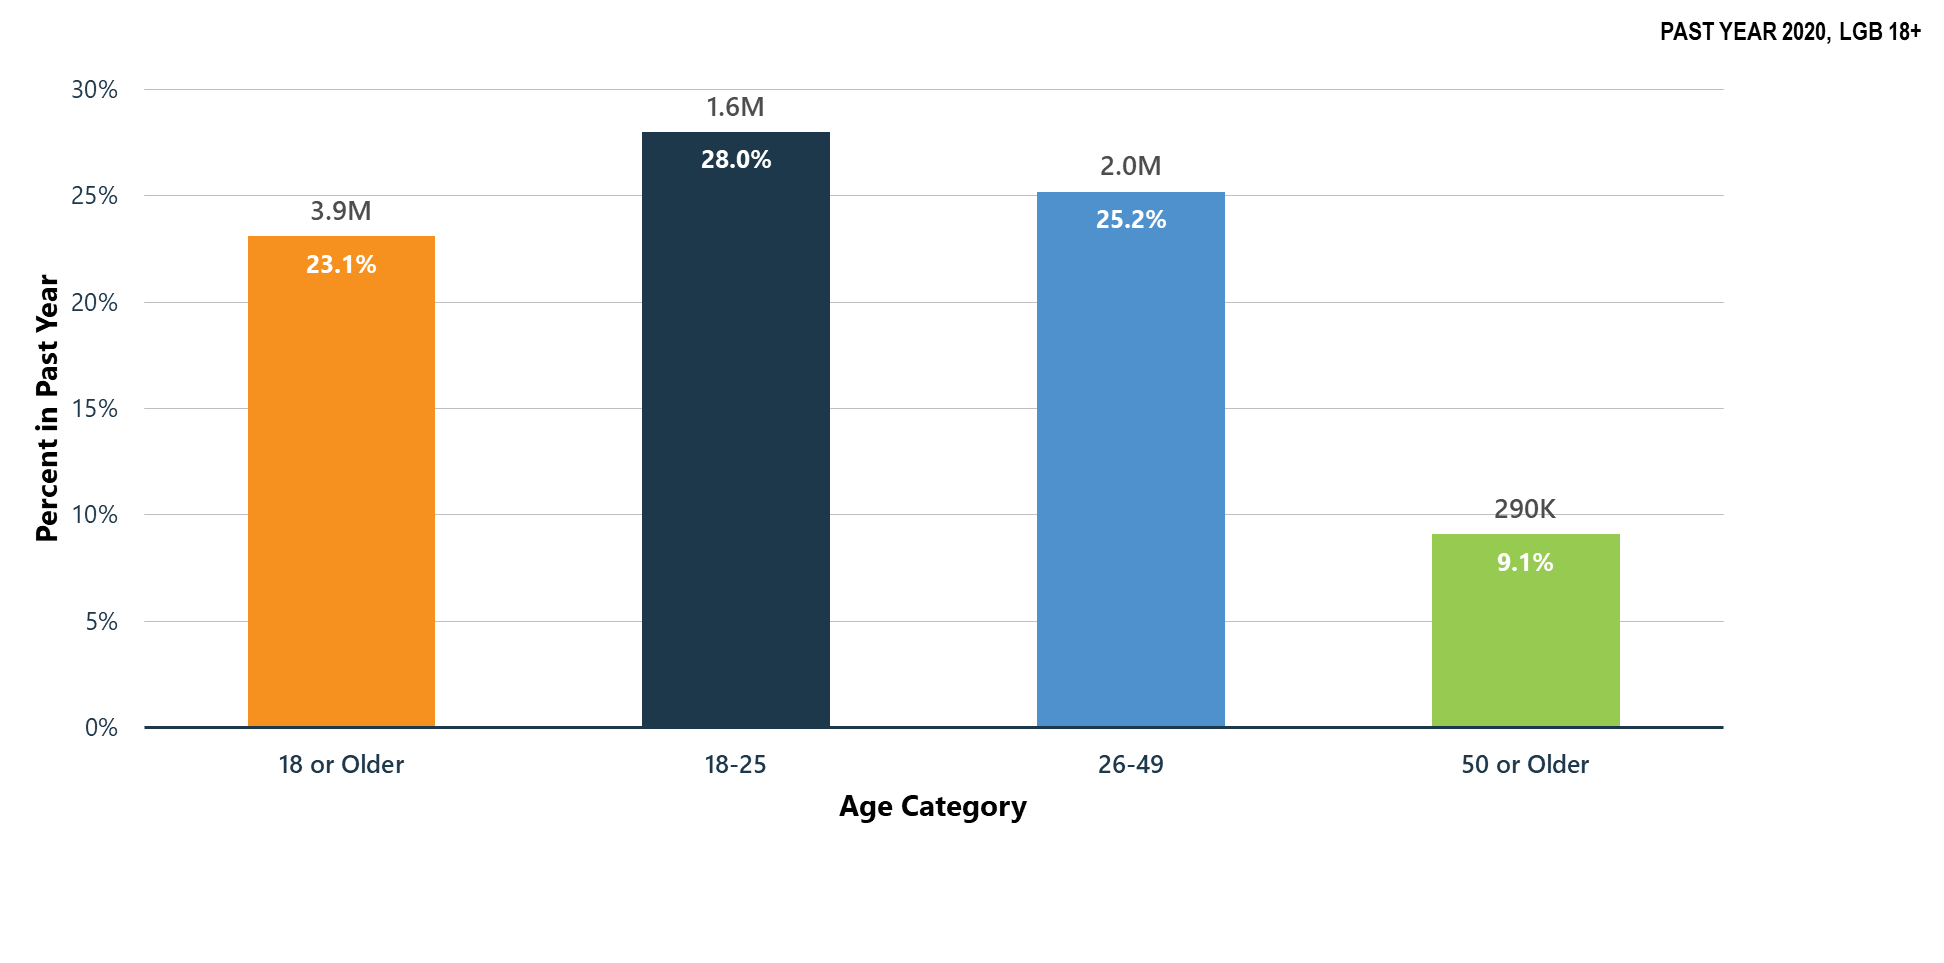 PAST YEAR 2020, LGB 18+
30%
25%
20%
15%
10%
5%
0%
Percent in Past Year
3.9M
23.1%
1.6M
28.0%
2.0M
25.2%
290K
9.1%
18 or Older
18-25
26-49
50 or Older
Age Category